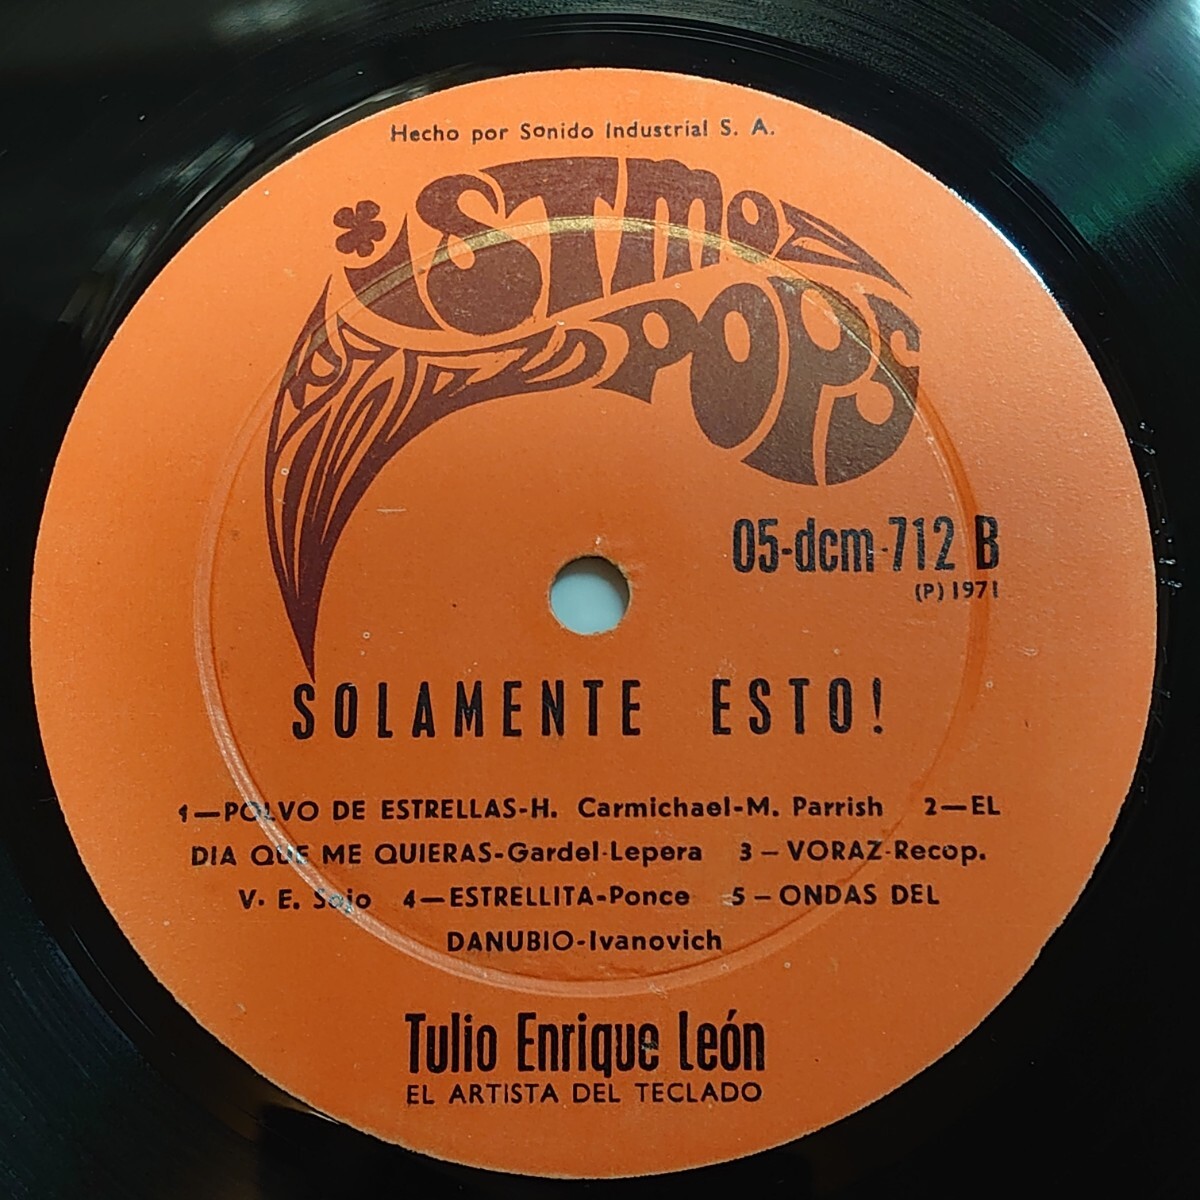 Hecho por Sonido Industrial S. A.
iSTmo
POPS
05-dcm-712 B
(P) 1971
SOLAMENTE ESTO!
1—POLVO DE ESTRELLAS-H. Carmichael-M. Parrish 2—EL
DIA QUE ME QUIERAS-Gardel-Lepera 3—VORAZ-Recop.
V. E. Sojo 4—ESTRELLITA-Ponce 5—ONDAS DEL
DANUBIO-Ivanovich
Tulio Enrique León
EL ARTISTA DEL TECLADO